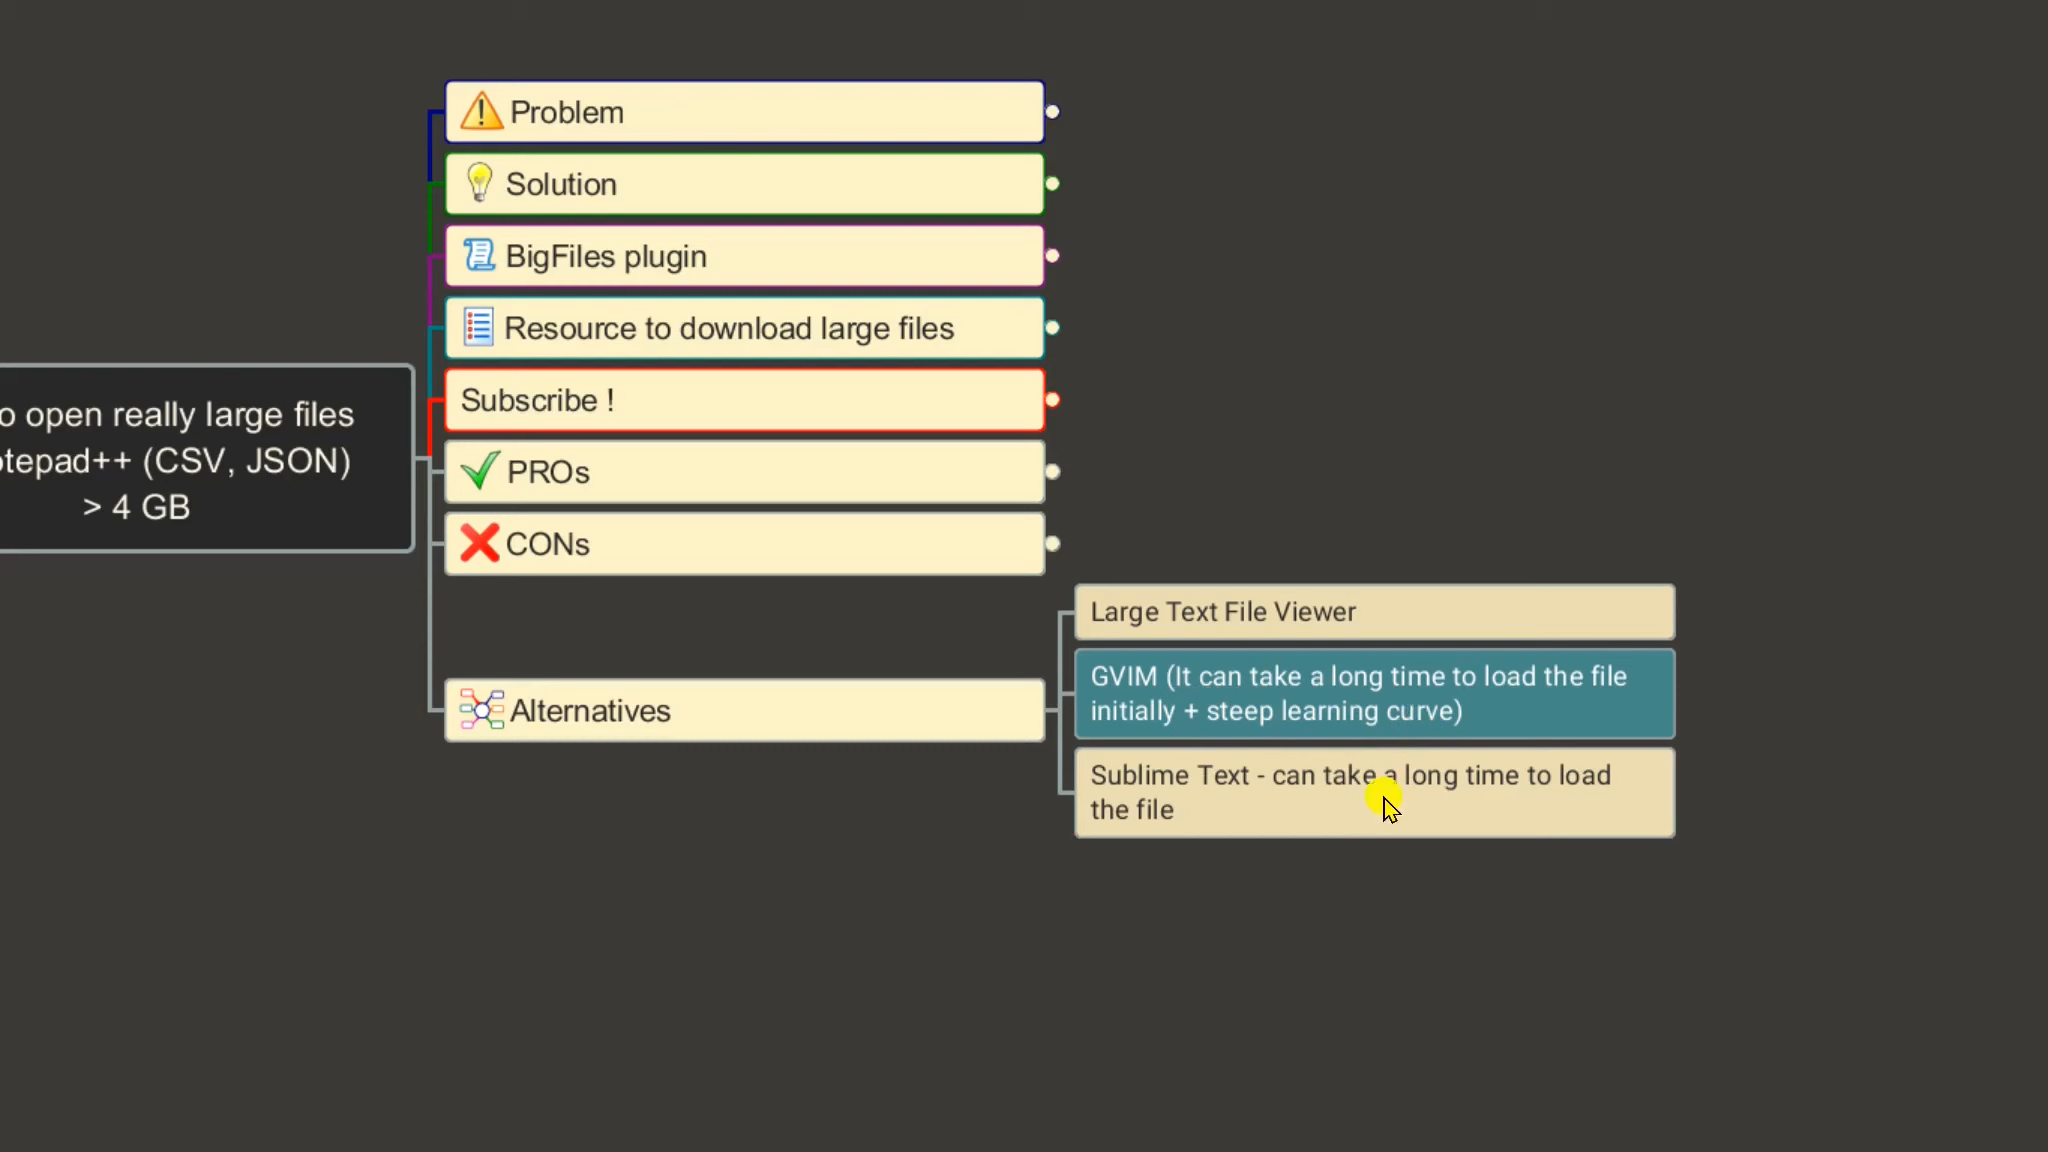 open really large files
(CSV, JSON)
> 4 GB
Problem
Solution
BigFiles plugin
Resource to download large files
Subscribe !
PROs
CONs
Alternatives
Large Text File Viewer
GVIM (It can take a long time to load the file
initially + steep learning curve)
Sublime Text - can take a long time to load
the file